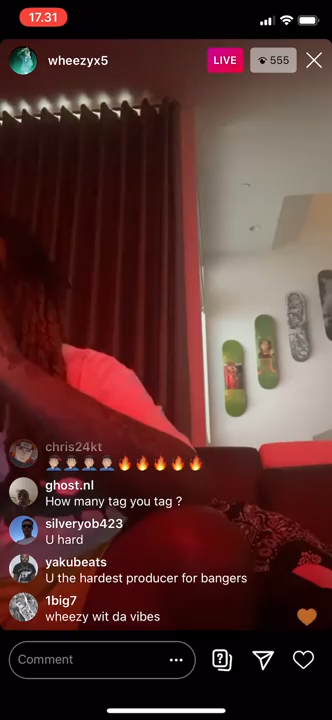 17.31
wheezyx5
LIVE
555
chris24kt
🤦🏻‍♂️🤦🏻‍♂️🤦🏻‍♂️🤦🏻‍♂️🔥🔥🔥🔥🔥
ghost.nl
How many tag you tag ?
silveryob423
U hard
yakubeats
U the hardest producer for bangers
1big7
wheezy wit da vibes
Comment